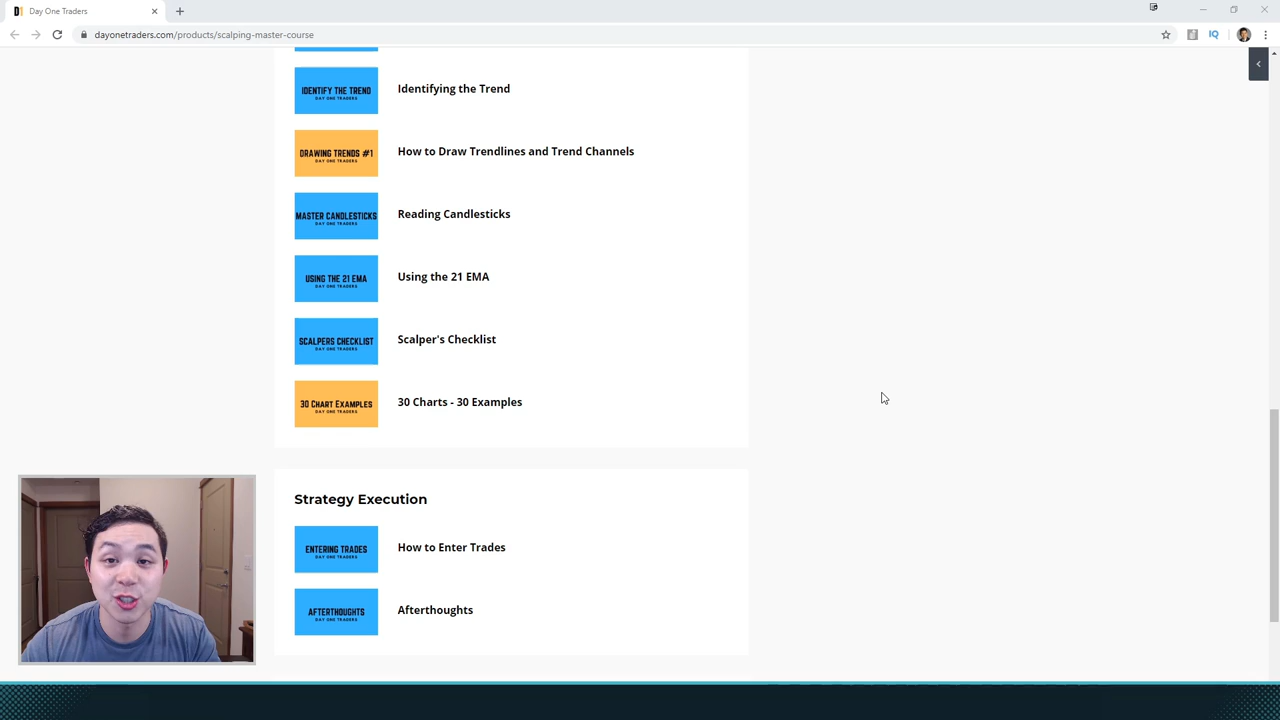 Day One Traders
dayonetraders.com/products/scalping-master-course
IDENTIFY THE TREND
DAY ONE TRADERS
Identifying the Trend
DRAWING TRENDS #1
DAY ONE TRADERS
How to Draw Trendlines and Trend Channels
MASTER CANDLESTICKS
DAY ONE TRADERS
Reading Candlesticks
USING THE 21 EMA
DAY ONE TRADERS
Using the 21 EMA
SCALPERS CHECKLIST
DAY ONE TRADERS
Scalper's Checklist
30 CHART EXAMPLES
DAY ONE TRADERS
30 Charts - 30 Examples
Strategy Execution
ENTERING TRADES
DAY ONE TRADERS
How to Enter Trades
AFTERTHOUGHTS
DAY ONE TRADERS
Afterthoughts